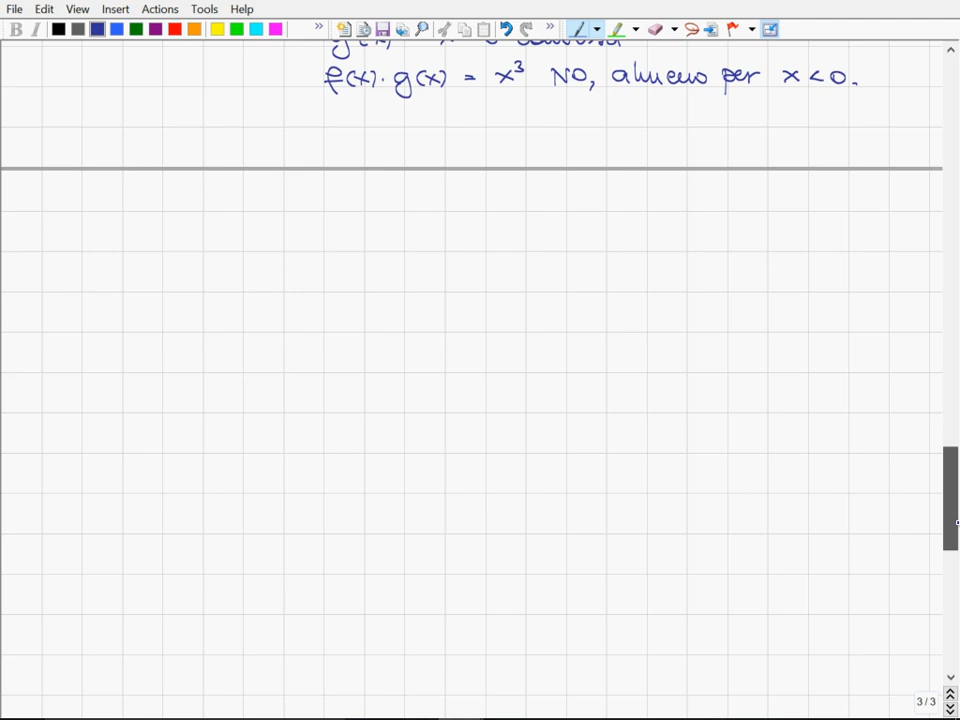 File Edit View Insert Actions Tools Help
B I
f(x) · g(x) = x³ NO, almeno per x < 0.
3 / 3